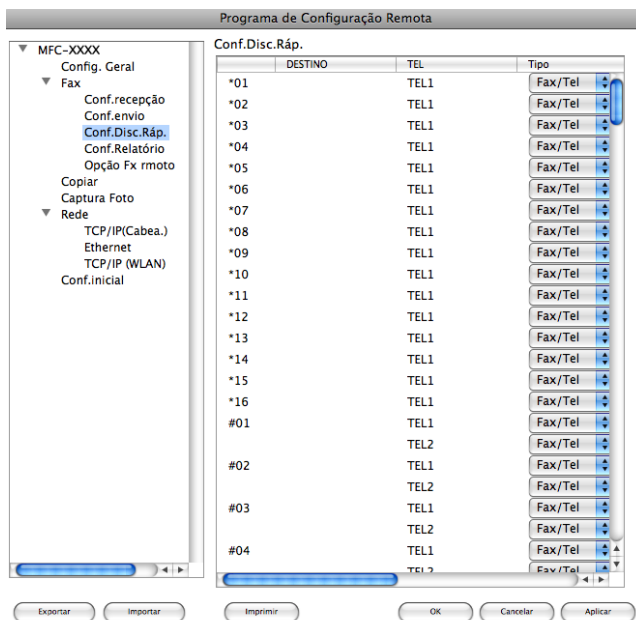 Programa de Configuração Remota
MFC-XXXX
Config. Geral
Fax
Conf.recepção
Conf.envio
Conf.Disc.Ráp.
Conf.Relatório
Opção Fx rmoto
Copiar
Captura Foto
Rede
TCP/IP(Cabea.)
Ethernet
TCP/IP (WLAN)
Conf.inicial
Conf.Disc.Ráp.
DESTINO TEL Tipo
*01 TEL1 Fax/Tel
*02 TEL1 Fax/Tel
*03 TEL1 Fax/Tel
*04 TEL1 Fax/Tel
*05 TEL1 Fax/Tel
*06 TEL1 Fax/Tel
*07 TEL1 Fax/Tel
*08 TEL1 Fax/Tel
*09 TEL1 Fax/Tel
*10 TEL1 Fax/Tel
*11 TEL1 Fax/Tel
*12 TEL1 Fax/Tel
*13 TEL1 Fax/Tel
*14 TEL1 Fax/Tel
*15 TEL1 Fax/Tel
*16 TEL1 Fax/Tel
#01 TEL1 Fax/Tel
TEL2 Fax/Tel
#02 TEL1 Fax/Tel
TEL2 Fax/Tel
#03 TEL1 Fax/Tel
TEL2 Fax/Tel
#04 TEL1 Fax/Tel
TEL2 Fax/Tel
Exportar Importar Imprimir OK Cancelar Aplicar